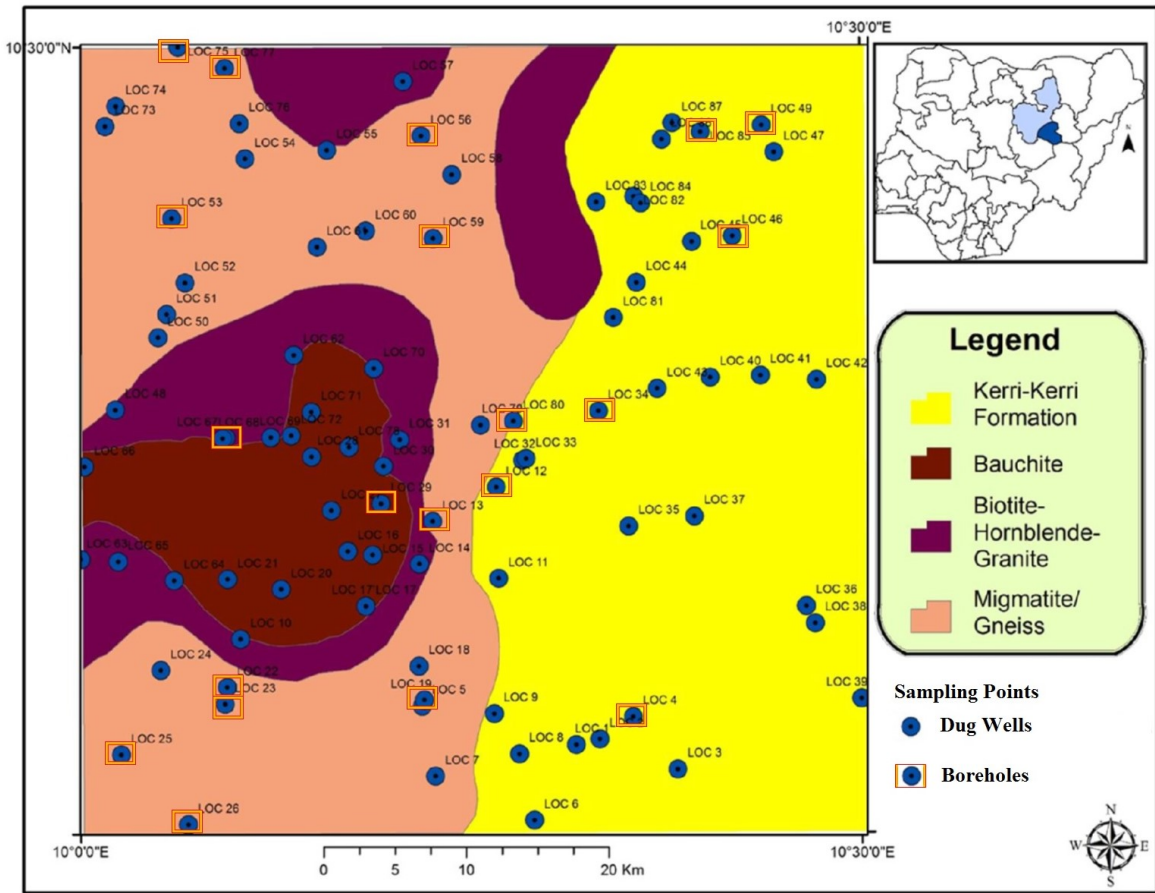 10°30'0"E
10°30'0"N
LOC 75
LOC 77
LOC 57
LOC 74
LOC 73
LOC 76
LOC 56
LOC 87
LOC 49
LOC 85
LOC 47
LOC 54
LOC 55
LOC 58
LOC 53
LOC 83
LOC 84
LOC 82
LOC 60
LOC 59
LOC 45
LOC 46
LOC 52
LOC 44
LOC 51
LOC 50
LOC 81
LOC 62
LOC 70
LOC 43
LOC 40
LOC 41
LOC 42
LOC 48
LOC 71
LOC 34
LOC 67
LOC 68
LOC 69
LOC 72
LOC 31
LOC 79
LOC 80
LOC 28
LOC 78
LOC 30
LOC 32
LOC 33
LOC 66
LOC 12
LOC 29
LOC 13
LOC 35
LOC 37
LOC 63
LOC 65
LOC 16
LOC 15
LOC 14
LOC 64
LOC 21
LOC 20
LOC 11
LOC 17
LOC 17
LOC 36
LOC 38
LOC 10
LOC 24
LOC 22
LOC 23
LOC 18
LOC 19
LOC 5
LOC 9
LOC 4
LOC 39
LOC 25
LOC 8
LOC 1
LOC 7
LOC 3
LOC 26
LOC 6
10°0'0"E
10°30'0"E
0 5 10 20 Km
N
Legend
Kerri-Kerri
Formation
Bauchite
Biotite-
Hornblende-
Granite
Migmatite/
Gneiss
Sampling Points
Dug Wells
Boreholes
N
W E
S